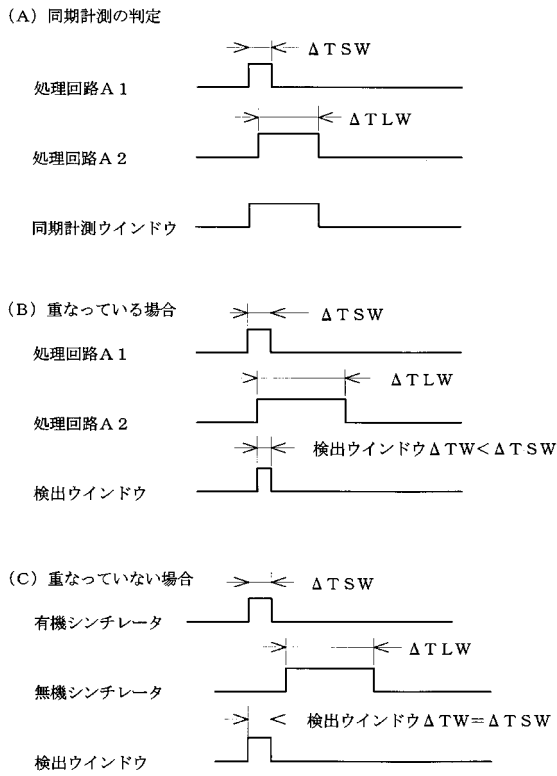 (A) 同期計測の判定
ΔTSW
処理回路A1
ΔTLW
処理回路A2
同期計測ウインドウ
(B) 重なっている場合
ΔTSW
処理回路A1
ΔTLW
処理回路A2
検出ウインドウΔTW<ΔTSW
検出ウインドウ
(C) 重なっていない場合
ΔTSW
有機シンチレータ
ΔTLW
無機シンチレータ
検出ウインドウΔTW=ΔTSW
検出ウインドウ